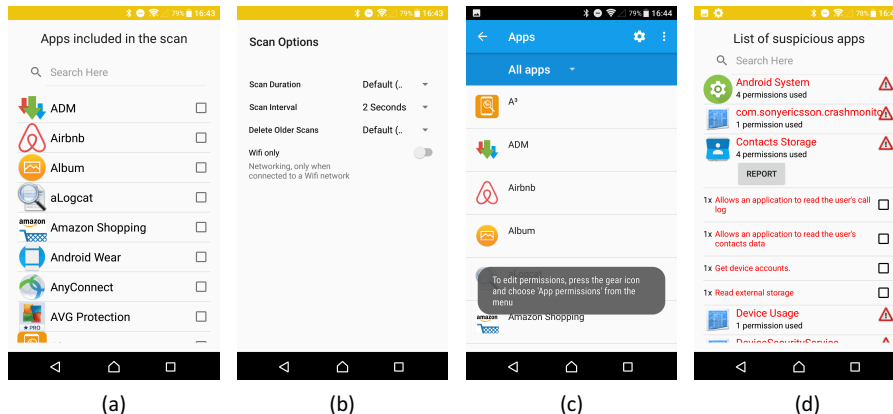 79% 16:43
Apps included in the scan
Search Here
ADM
Airbnb
Album
aLogcat
amazon
Amazon Shopping
Android Wear
AnyConnect
AVG Protection
★ PRO
(a)
79% 16:43
Scan Options
Scan Duration Default (..
Scan Interval 2 Seconds
Delete Older Scans Default (..
Wifi only
Networking, only when
connected to a Wifi network
(b)
79% 16:44
Apps
All apps
A³
ADM
Airbnb
Album
aLogcat
To edit permissions, press the gear icon
and choose 'App permissions' from the
menu
amazon
Amazon Shopping
(c)
79%
List of suspicious apps
Search Here
Android System
4 permissions used
com.sonyericsson.crashmonitor
1 permission used
Contacts Storage
4 permissions used
REPORT
1x Allows an application to read the user's call
log
1x Allows an application to read the user's
contacts data
1x Get device accounts.
1x Read external storage
Device Usage
1 permission used
DeviceSecurityService
(d)